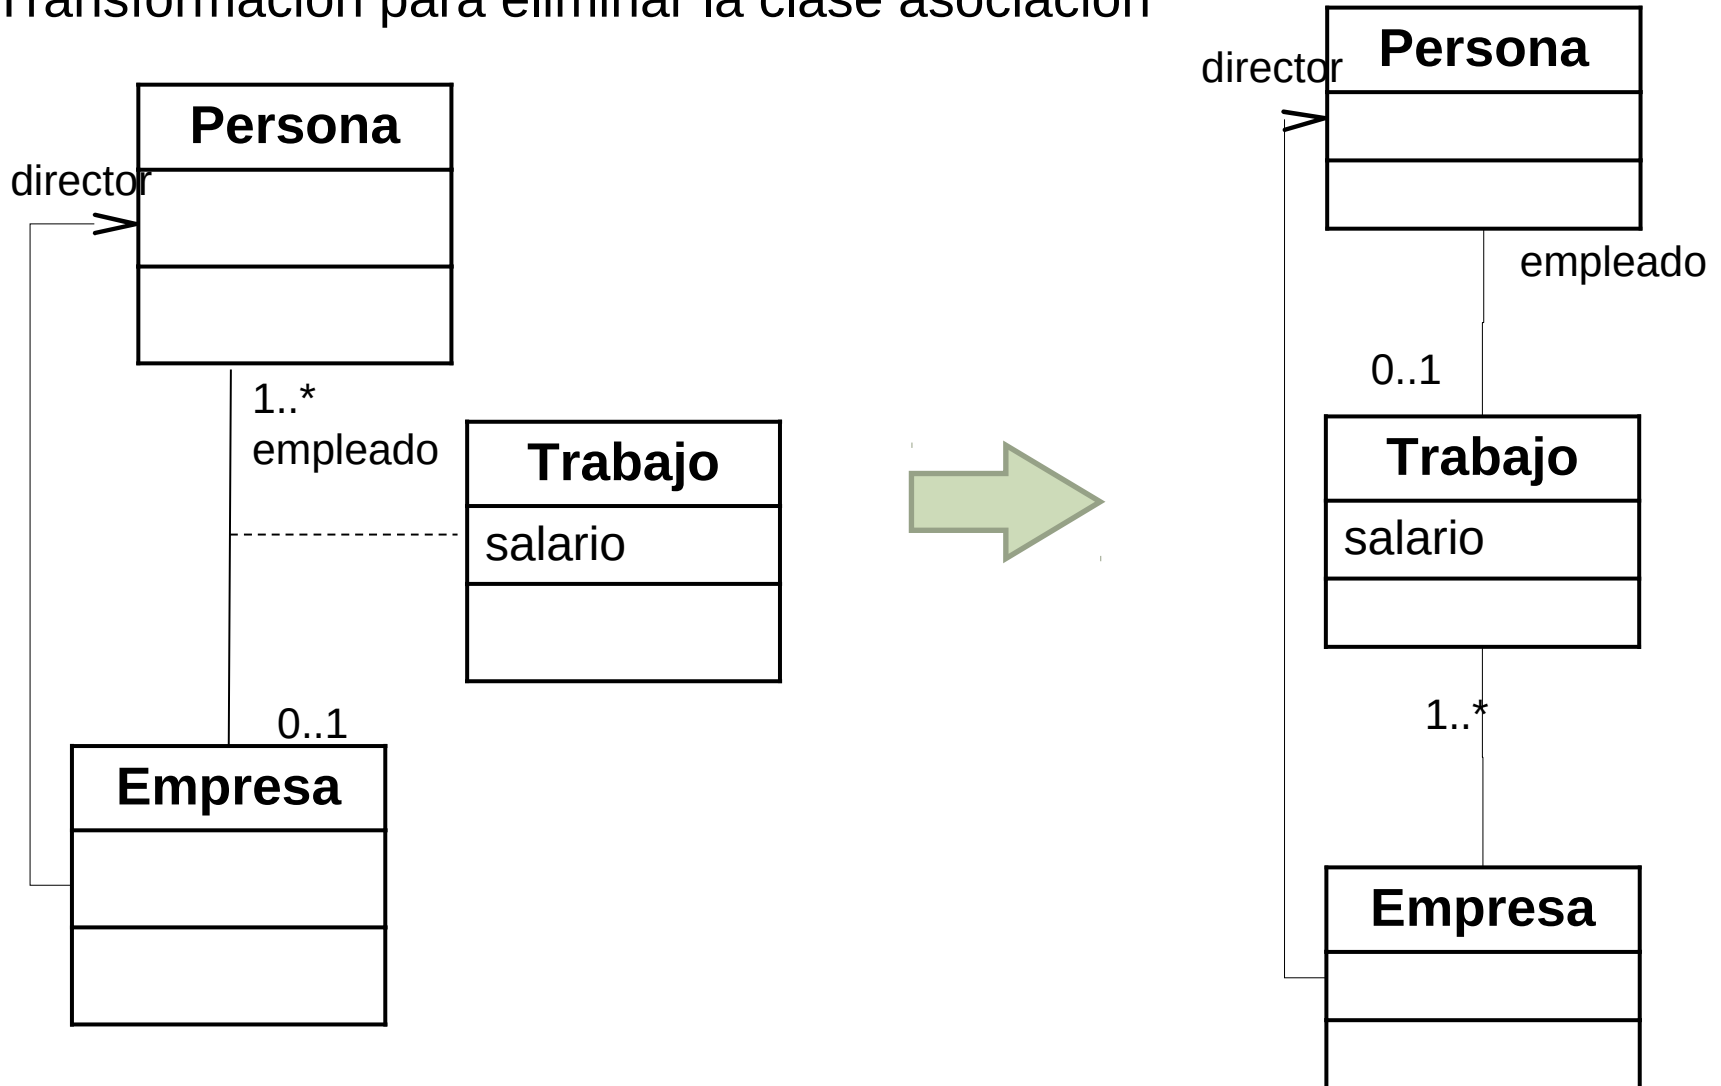 Transformación para eliminar la clase asociación
Persona
director
1..*
empleado
Trabajo
salario
0..1
Empresa
Persona
director
empleado
0..1
Trabajo
salario
1..*
Empresa